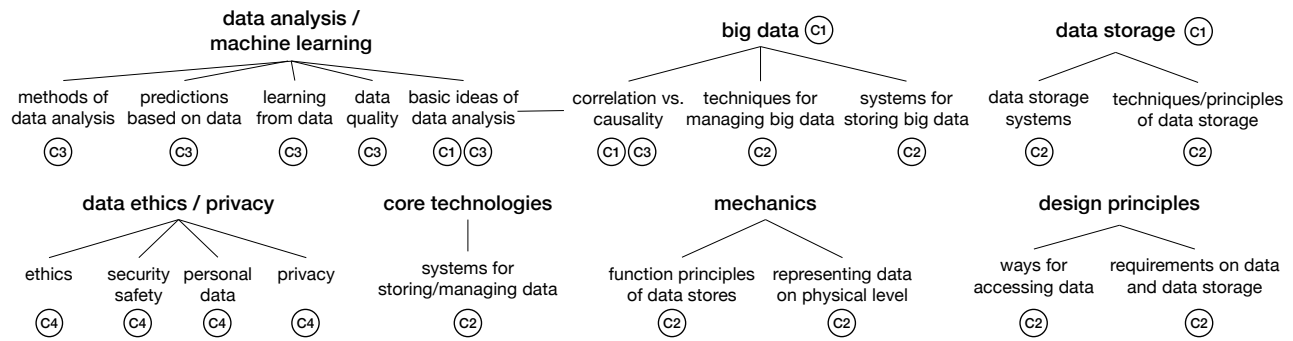 data analysis /
machine learning
big data C1
data storage C1
methods of
data analysis
C3
predictions
based on data
C3
learning
from data
C3
data
quality
C3
basic ideas of
data analysis
C1 C3
correlation vs.
causality
C1 C3
techniques for
managing big data
C2
systems for
storing big data
C2
data storage
systems
C2
techniques/principles
of data storage
C2
data ethics / privacy
core technologies
mechanics
design principles
ethics
C4
security
safety
C4
personal
data
C4
privacy
C4
systems for
storing/managing data
C2
function principles
of data stores
C2
representing data
on physical level
C2
ways for
accessing data
C2
requirements on data
and data storage
C2